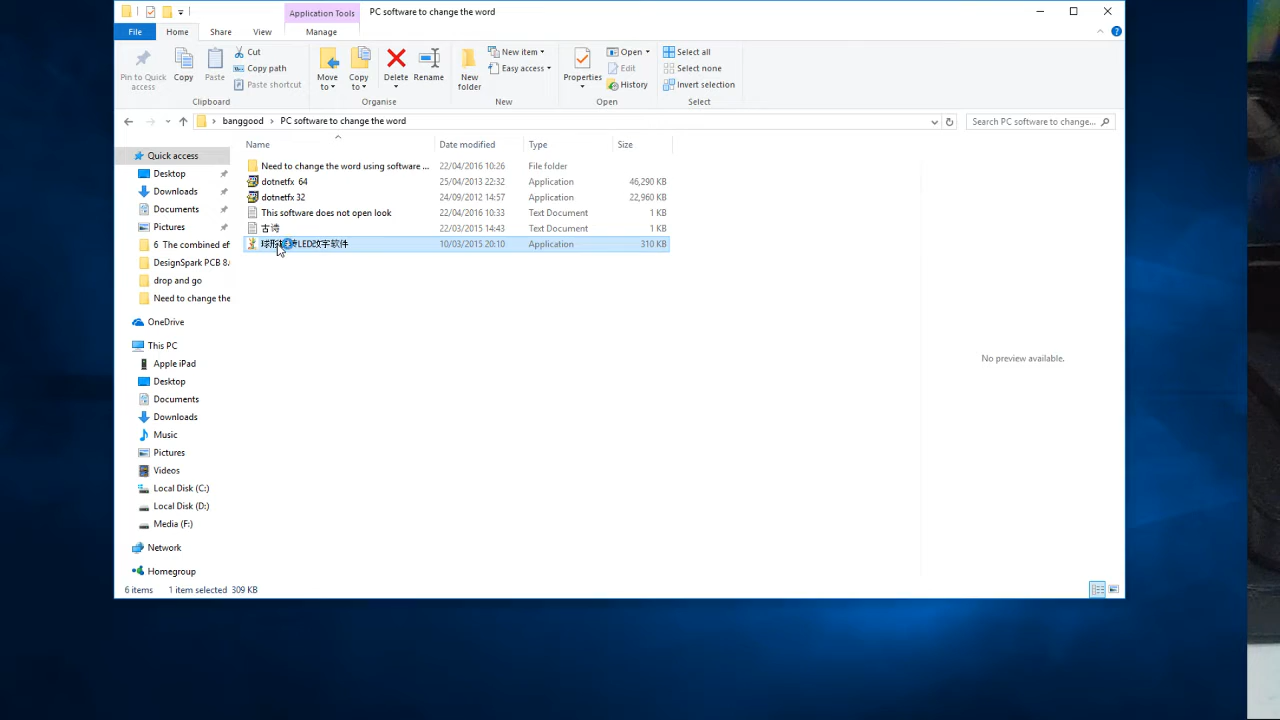 Application Tools PC software to change the word
File Home Share View Manage
Pin to Quick access
Copy
Paste
Cut
Copy path
Paste shortcut
Move to
Copy to
Delete
Rename
New folder
New item
Easy access
Properties
Open
Edit
History
Select all
Select none
Invert selection
Clipboard Organise New Open Select
banggood > PC software to change the word
Search PC software to change...
Name Date modified Type Size
Need to change the word using software ... 22/04/2016 10:26 File folder
dotnetfx 64 25/04/2013 22:32 Application 46,290 KB
dotnetfx 32 24/09/2012 14:57 Application 22,960 KB
This software does not open look 22/04/2016 10:33 Text Document 1 KB
古诗 22/03/2015 14:43 Text Document 1 KB
LED改字软件 10/03/2015 20:10 Application 310 KB
Quick access
Desktop
Downloads
Documents
Pictures
6 The combined ef
DesignSpark PCB 8.
drop and go
Need to change the
OneDrive
This PC
Apple iPad
Desktop
Documents
Downloads
Music
Pictures
Videos
Local Disk (C:)
Local Disk (D:)
Media (F:)
Network
Homegroup
No preview available.
6 items 1 item selected 309 KB